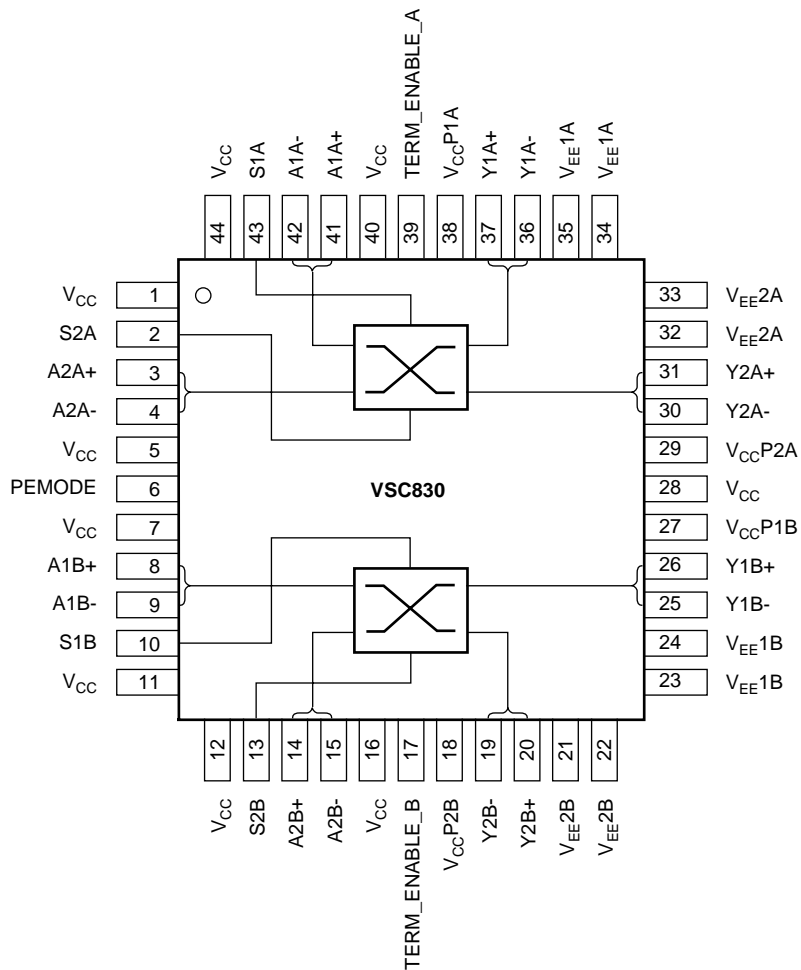 TERM_ENABLE_A
VCC
S1A
A1A-
A1A+
VCC
VCCP1A
Y1A+
Y1A-
VEE1A
VEE1A
44
43
42
41
40
39
38
37
36
35
34
VCC 1
S2A 2
A2A+ 3
A2A- 4
VCC 5
PEMODE 6
VCC 7
A1B+ 8
A1B- 9
S1B 10
VCC 11
VSC830
33 VEE2A
32 VEE2A
31 Y2A+
30 Y2A-
29 VCCP2A
28 VCC
27 VCCP1B
26 Y1B+
25 Y1B-
24 VEE1B
23 VEE1B
12
13
14
15
16
17
18
19
20
21
22
VCC
S2B
A2B+
A2B-
VCC
TERM_ENABLE_B
VCCP2B
Y2B-
Y2B+
VEE2B
VEE2B